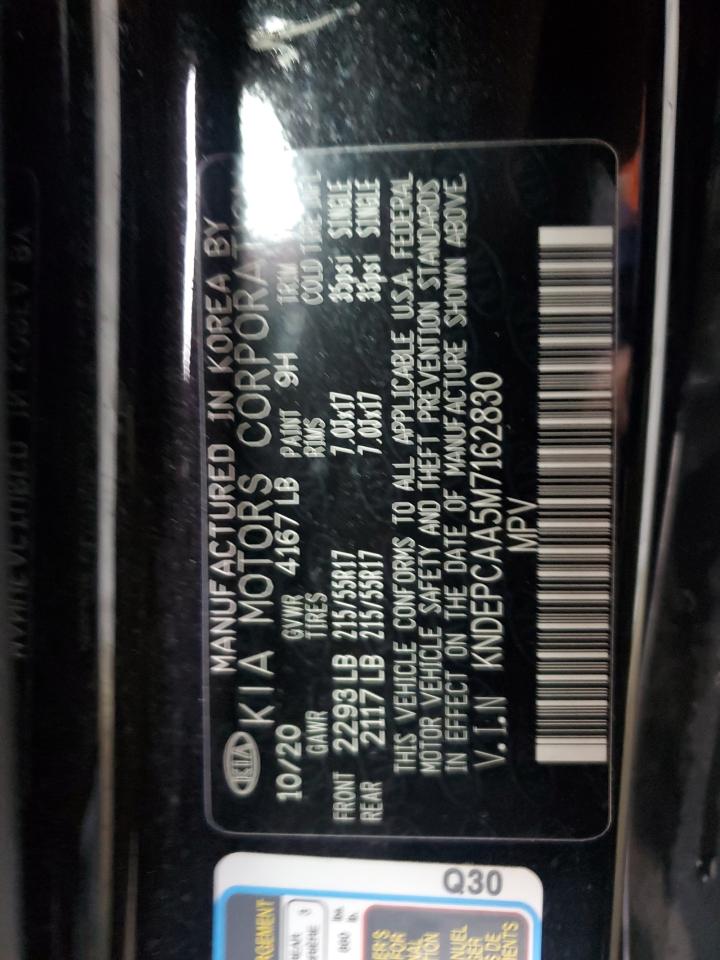 MANUFACTURED IN KOREA BY
KIA KIA MOTORS CORPORATION
10/20 GVWR 4167 LB PAINT 9H TRIM
GAWR TIRES RIMS COLD
FRONT 2293 LB 215/55R17 7.0Jx17 35psi SINGLE
REAR 2117 LB 215/55R17 7.0Jx17 33psi SINGLE
THIS VEHICLE CONFORMS TO ALL APPLICABLE U.S.A. FEDERAL
MOTOR VEHICLE SAFETY AND THEFT PREVENTION STANDARDS
IN EFFECT ON THE DATE OF MANUFACTURE SHOWN ABOVE.
V.I.N KNDEPCAA5M7162830
MPV
Q30